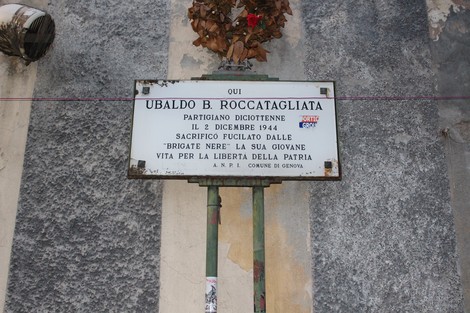 QUI
UBALDO B. ROCCATAGLIATA
PARTIGIANO DICIOTTENNE
IL 2 DICEMBRE 1944
SACRIFICÒ FUCILATO DALLE
"BRIGATE NERE" LA SUA GIOVANE
VITA PER LA LIBERTÀ DELLA PATRIA
A. N. P. I. COMUNE DI GENOVA